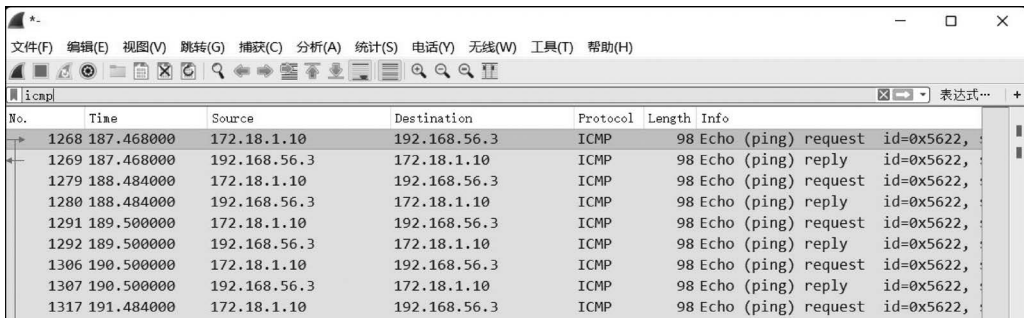 *-
文件(F) 编辑(E) 视图(V) 跳转(G) 捕获(C) 分析(A) 统计(S) 电话(Y) 无线(W) 工具(T) 帮助(H)
icmp 表达式… +
No. Time Source Destination Protocol Length Info
1268 187.468000 172.18.1.10 192.168.56.3 ICMP 98 Echo (ping) request id=0x5622,
1269 187.468000 192.168.56.3 172.18.1.10 ICMP 98 Echo (ping) reply id=0x5622,
1279 188.484000 172.18.1.10 192.168.56.3 ICMP 98 Echo (ping) request id=0x5622,
1280 188.484000 192.168.56.3 172.18.1.10 ICMP 98 Echo (ping) reply id=0x5622,
1291 189.500000 172.18.1.10 192.168.56.3 ICMP 98 Echo (ping) request id=0x5622,
1292 189.500000 192.168.56.3 172.18.1.10 ICMP 98 Echo (ping) reply id=0x5622,
1306 190.500000 172.18.1.10 192.168.56.3 ICMP 98 Echo (ping) request id=0x5622,
1307 190.500000 192.168.56.3 172.18.1.10 ICMP 98 Echo (ping) reply id=0x5622,
1317 191.484000 172.18.1.10 192.168.56.3 ICMP 98 Echo (ping) request id=0x5622,